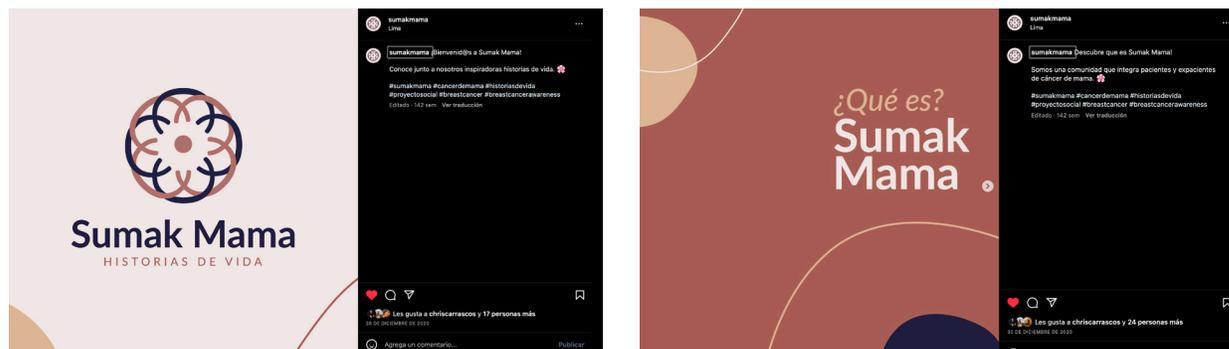 sumakmama
Lima
sumakmama ¡Bienvenid@s a Sumak Mama!
Conoce junto a nosotros inspiradoras historias de vida. 🌸
#sumakmama #cancerdemama #historiasdevida
#proyectosocial #breastcancer #breastcancerawareness
Editado · 142 sem Ver traducción
Sumak Mama
HISTORIAS DE VIDA
Les gusta a chriscarrascos y 17 personas más
28 DE DICIEMBRE DE 2020
Agrega un comentario...
Publicar
sumakmama
Lima
sumakmama Descubre que es Sumak Mama!
Somos una comunidad que integra pacientes y expacientes
de cáncer de mama. 🌸
#sumakmama #cancerdemama #historiasdevida
#proyectosocial #breastcancer #breastcancerawareness
Editado · 142 sem Ver traducción
¿Qué es?
Sumak
Mama
Les gusta a chriscarrascos y 24 personas más
DE DICIEMBRE DE 2020